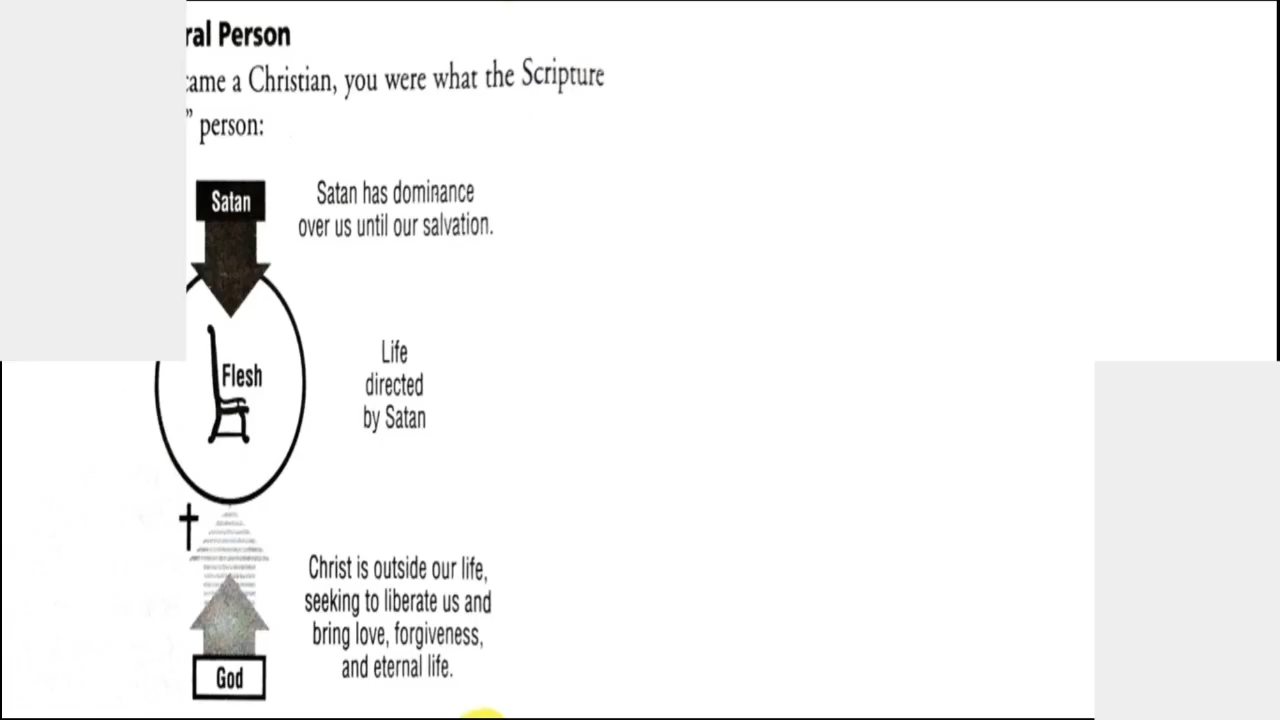 ral Person
ame a Christian, you were what the Scripture
” person:
Satan
Satan has dominance
over us until our salvation.
Flesh
Life
directed
by Satan
Christ is outside our life,
seeking to liberate us and
bring love, forgiveness,
and eternal life.
God